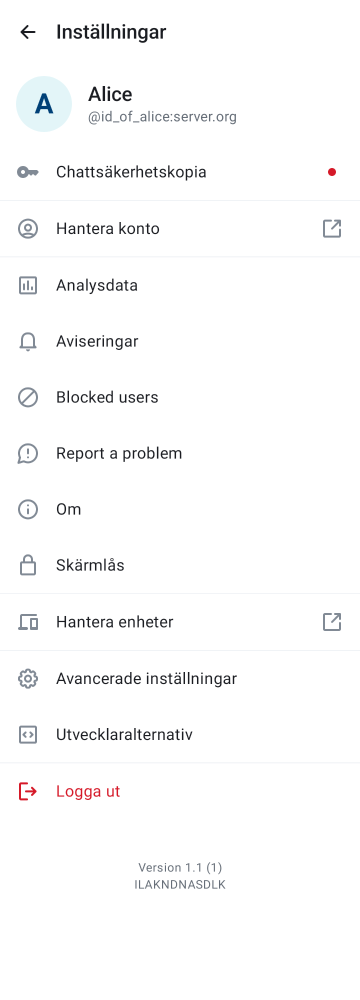 Inställningar
A
Alice
@id_of_alice:server.org
Chattsäkerhetskopia
Hantera konto
Analysdata
Aviseringar
Blocked users
Report a problem
Om
Skärmlås
Hantera enheter
Avancerade inställningar
Utvecklaralternativ
Logga ut
Version 1.1 (1)
ILAKNDNASDLK